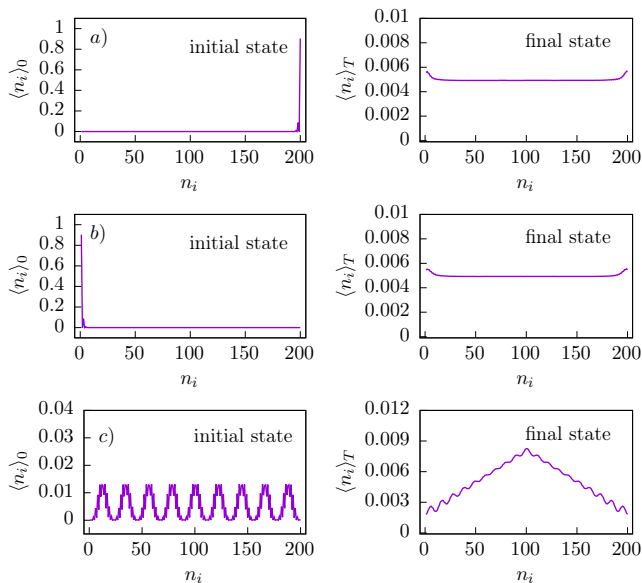 a) initial state
⟨n_i⟩_0
1
0.8
0.6
0.4
0.2
0
0 50 100 150 200
n_i
final state
⟨n_i⟩_T
0.01
0.008
0.006
0.004
0.002
0
0 50 100 150 200
n_i
b) initial state
⟨n_i⟩_0
1
0.8
0.6
0.4
0.2
0
0 50 100 150 200
n_i
final state
⟨n_i⟩_T
0.01
0.008
0.006
0.004
0.002
0
0 50 100 150 200
n_i
c) initial state
⟨n_i⟩_0
0.04
0.03
0.02
0.01
0
0 50 100 150 200
n_i
final state
⟨n_i⟩_T
0.012
0.009
0.006
0.003
0
0 50 100 150 200
n_i